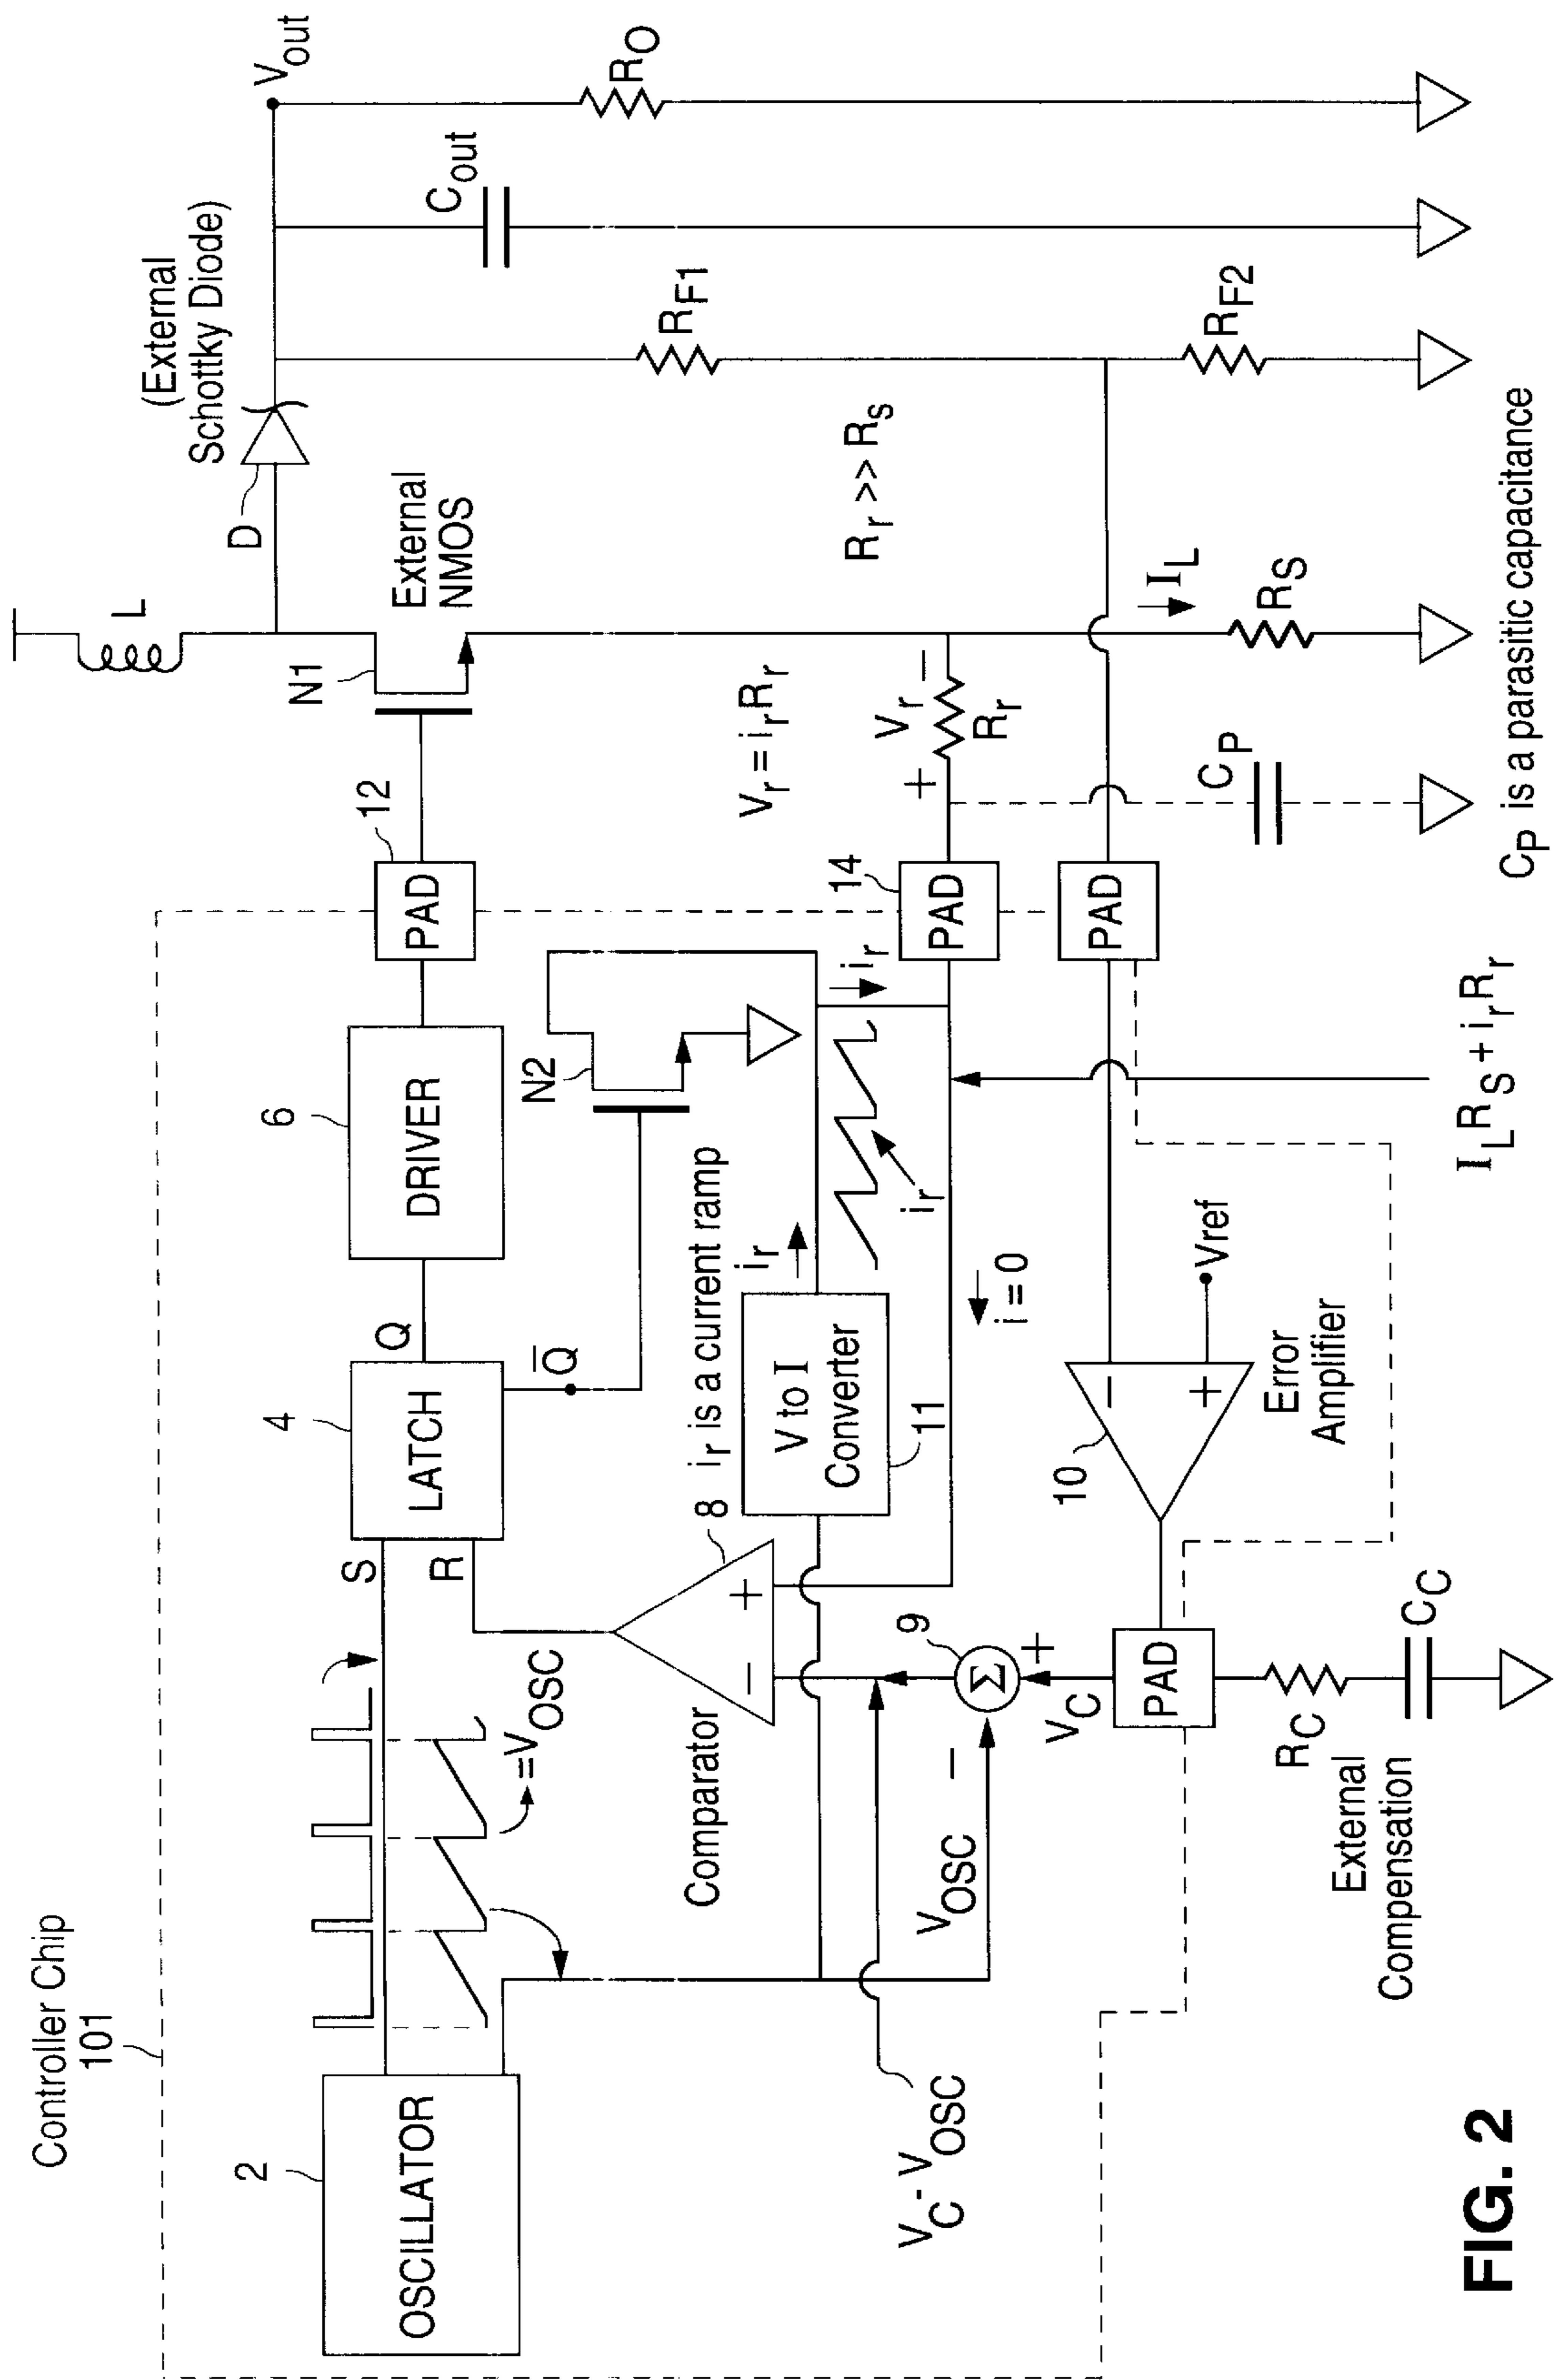 Controller Chip
101
2
OSCILLATOR
S
R
4
LATCH
Q
Q̅
6
DRIVER
12
PAD
N1
L
External
NMOS
D
(External
Schottky Diode)
Vout
RO
Cout
RF1
RF2
Rr >> Rs
=VOSC
Comparator
8
ir is a current ramp
ir
V to I
Converter
11
N2
ir
ir
14
PAD
Vr = irRr
+ Vr −
Rr
IL
RS
CP
CP is a parasitic capacitance
PAD
i = 0
ILRS + irRr
− +
9
Σ
+
−
VC
VOSC
VC - VOSC
PAD
RC
CC
External
Compensation
10
− +
Vref
Error
Amplifier
FIG. 2